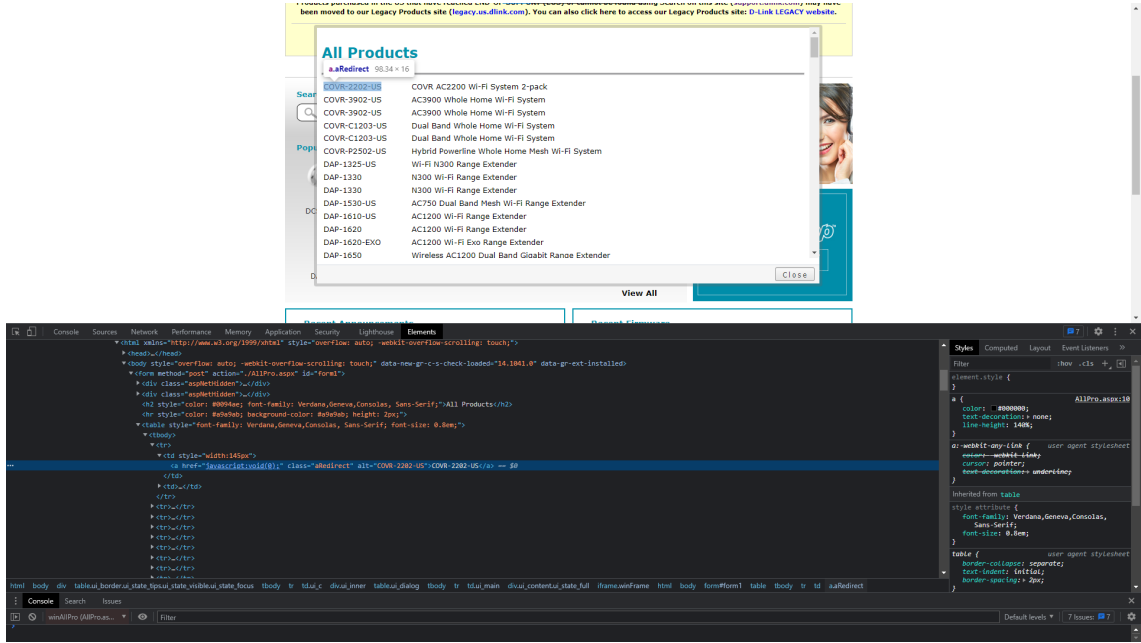 been moved to our Legacy Products site (legacy.us.dlink.com). You can also click here to access our Legacy Products site: D-Link LEGACY website.
All Products
a.aRedirect 98.34 × 16
Sear
COVR-2202-US COVR AC2200 Wi-Fi System 2-pack
COVR-3902-US AC3900 Whole Home Wi-Fi System
COVR-3902-US AC3900 Whole Home Wi-Fi System
COVR-C1203-US Dual Band Whole Home Wi-Fi System
COVR-C1203-US Dual Band Whole Home Wi-Fi System
Popu
COVR-P2502-US Hybrid Powerline Whole Home Mesh Wi-Fi System
DAP-1325-US Wi-Fi N300 Range Extender
DAP-1330 N300 Wi-Fi Range Extender
DAP-1330 N300 Wi-Fi Range Extender
DAP-1530-US AC750 Dual Band Mesh Wi-Fi Range Extender
DC
DAP-1610-US AC1200 Wi-Fi Range Extender
DAP-1620 AC1200 Wi-Fi Range Extender
DAP-1620-EXO AC1200 Wi-Fi Exo Range Extender
DAP-1650 Wireless AC1200 Dual Band Gigabit Range Extender
Close
View All
Console Sources Network Performance Memory Application Security Lighthouse Elements
7
<html xmlns="http://www.w3.org/1999/xhtml" style="overflow: auto; -webkit-overflow-scrolling: touch;">
<head>…</head>
<body style="overflow: auto; -webkit-overflow-scrolling: touch;" data-new-gr-c-s-check-loaded="14.1041.0" data-gr-ext-installed>
<form method="post" action="./AllPro.aspx" id="form1">
<div class="aspNetHidden">…</div>
<div class="aspNetHidden">…</div>
<h2 style="color: #0094ae; font-family: Verdana,Geneva,Consolas, Sans-Serif;">All Products</h2>
<hr style="color: #a9a9ab; background-color: #a9a9ab; height: 2px;">
<table style="font-family: Verdana,Geneva,Consolas, Sans-Serif; font-size: 0.8em;">
<tbody>
<tr>
<td style="width:145px">
<a href="javascript:void(0);" class="aRedirect" alt="COVR-2202-US">COVR-2202-US</a> == $0
</td>
<td>…</td>
</tr>
<tr>…</tr>
<tr>…</tr>
<tr>…</tr>
<tr>…</tr>
<tr>…</tr>
<tr>…</tr>
Styles Computed Layout Event Listeners »
Filter :hov .cls +
element.style {
}
a { AllPro.aspx:10
color: #000000;
text-decoration: none;
line-height: 140%;
}
a:-webkit-any-link { user agent stylesheet
color: -webkit-link;
cursor: pointer;
text-decoration: underline;
}
Inherited from table
style attribute {
font-family: Verdana,Geneva,Consolas,
Sans-Serif;
font-size: 0.8em;
}
table { user agent stylesheet
border-collapse: separate;
text-indent: initial;
border-spacing: 2px;
}
html body div table.ui_border.ui_state_tips.ui_state_visible.ui_state_focus tbody tr td.ui_c div.ui_inner table.ui_dialog tbody tr td.ui_main div.ui_content.ui_state_full iframe.winFrame html body form#form1 table tbody tr td a.aRedirect
Console Search Issues
winAllPro (AllPro.as... Filter Default levels 7 Issues: 7